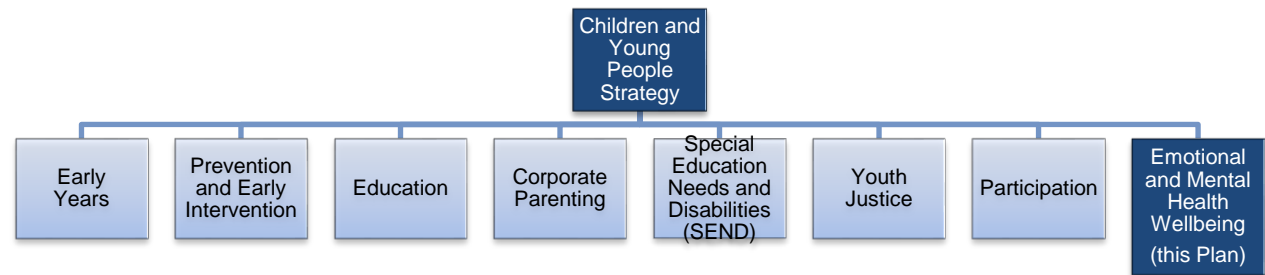 Children and
Young
People
Strategy
Early
Years
Prevention
and Early
Intervention
Education
Corporate
Parenting
Special
Education
Needs and
Disabilities
(SEND)
Youth
Justice
Participation
Emotional
and Mental
Health
Wellbeing
(this Plan)